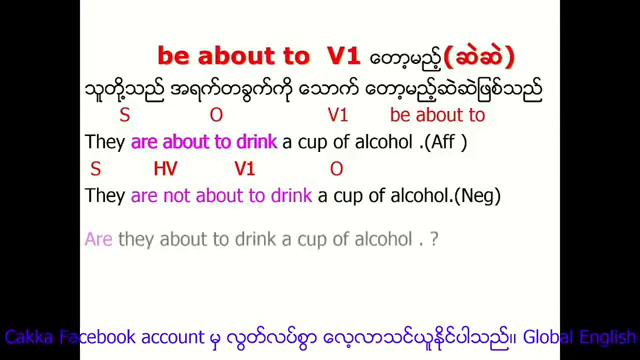 be about to V1 တော့မည့်(ဆဲဆဲ)
သူတို့သည် အရက်တခွက်ကို သောက် တော့မည့်ဆဲဆဲဖြစ်သည်
S O V1 be about to
They are about to drink a cup of alcohol .(Aff )
S HV V1 O
They are not about to drink a cup of alcohol.(Neg)
Are they about to drink a cup of alcohol . ?
Cakka Facebook account မှ လွတ်လပ်စွာ လေ့လာသင်ယူနိုင်ပါသည်။ Global English